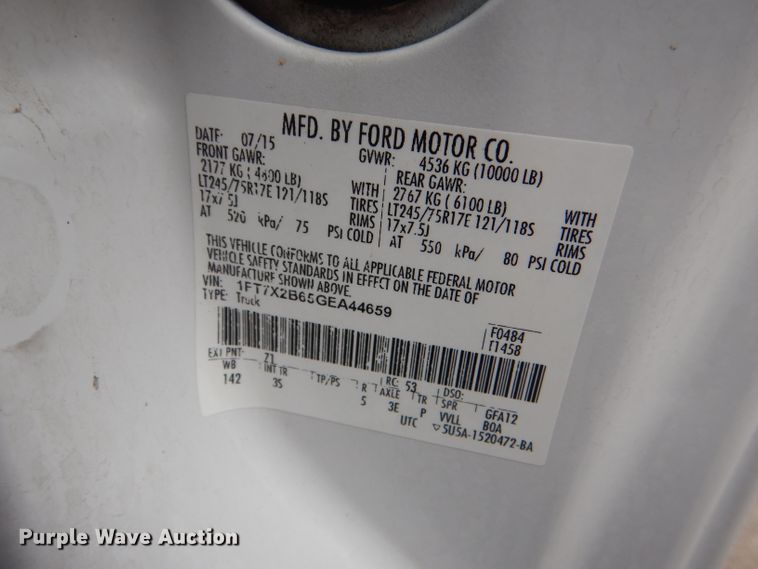 MFD. BY FORD MOTOR CO.
DATE: 07/15 GVWR: 4536 KG (10000 LB)
FRONT GAWR: REAR GAWR:
2177 KG (4800 LB) WITH 2767 KG (6100 LB) WITH
LT245/75R17E 121/118S TIRES LT245/75R17E 121/118S TIRES
17x7.5J RIMS 17x7.5J RIMS
AT 520 kPa/ 75 PSI COLD AT 550 kPa/ 80 PSI COLD
THIS VEHICLE CONFORMS TO ALL APPLICABLE FEDERAL MOTOR
VEHICLE SAFETY STANDARDS IN EFFECT ON THE DATE OF
MANUFACTURE SHOWN ABOVE.
VIN: 1FT7X2B65GEA44659
TYPE: Truck
F0484
T1458
EXT PNT: Z1 RC: 53 DSO:
WB INT TR TP/PS R AXLE TR SPR GFA12
142 3S 5 3E P VVLL BOA
UTC ▽5U5A-1520472-BA
Purple Wave Auction